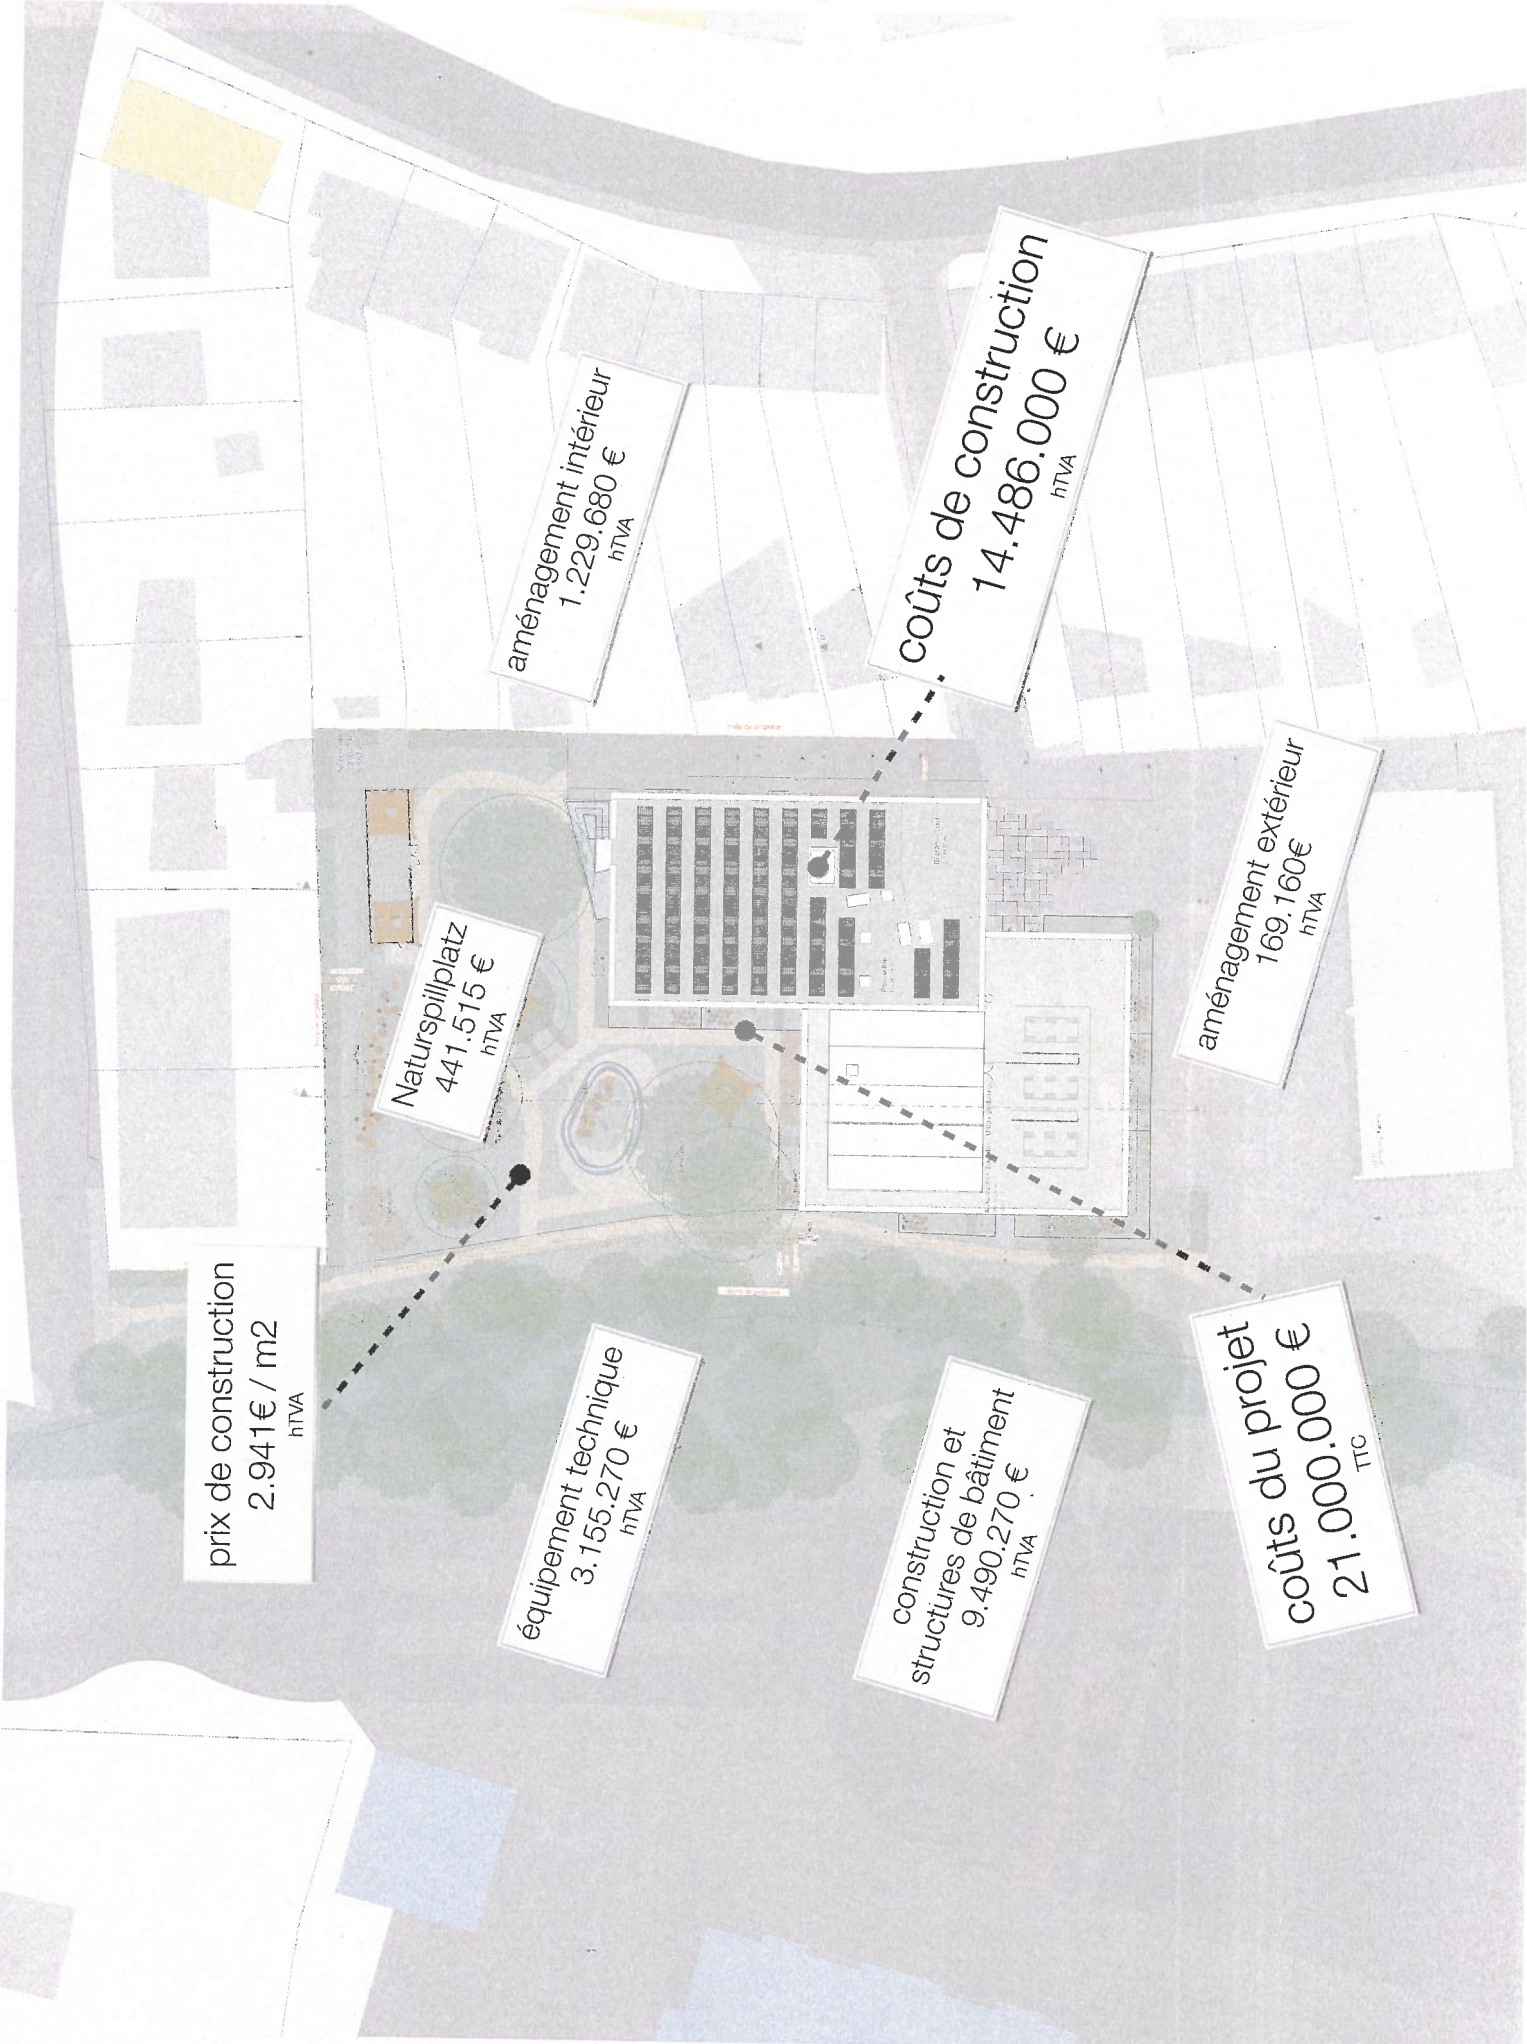 prix de construction
2.941€ / m2
hTVA
Naturspillplatz
441.515 €
hTVA
aménagement intérieur
1.229.680 €
hTVA
équipement technique
3.155.270 €
hTVA
coûts de construction
14.486.000 €
hTVA
construction et
structures de bâtiment
9.490.270 €
hTVA
aménagement extérieur
169.160€
hTVA
coûts du projet
21.000.000 €
TTC